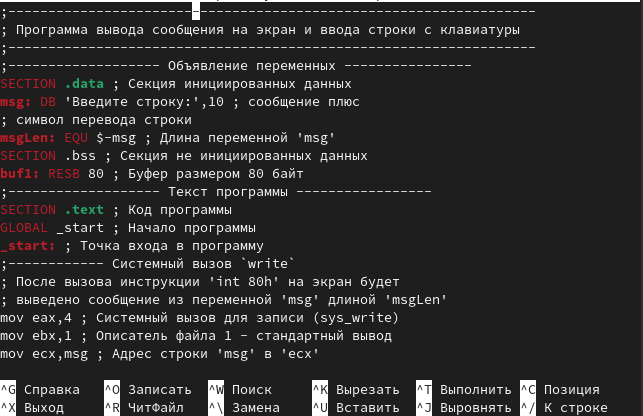 ;------------------------------------------------------------------
; Программа вывода сообщения на экран и ввода строки с клавиатуры
;------------------------------------------------------------------
;------------------- Объявление переменных ----------------
SECTION .data ; Секция инициированных данных
msg: DB 'Введите строку:',10 ; сообщение плюс
; символ перевода строки
msgLen: EQU $-msg ; Длина переменной 'msg'
SECTION .bss ; Секция не инициированных данных
buf1: RESB 80 ; Буфер размером 80 байт
;------------------- Текст программы -----------------
SECTION .text ; Код программы
GLOBAL _start ; Начало программы
_start: ; Точка входа в программу
;------------ Системный вызов `write`
; После вызова инструкции 'int 80h' на экран будет
; выведено сообщение из переменной 'msg' длиной 'msgLen'
mov eax,4 ; Системный вызов для записи (sys_write)
mov ebx,1 ; Описатель файла 1 - стандартный вывод
mov ecx,msg ; Адрес строки 'msg' в 'ecx'
^G Справка ^O Записать ^W Поиск ^K Вырезать ^T Выполнить ^C Позиция
^X Выход ^R ЧитФайл ^\ Замена ^U Вставить ^J Выровнять ^/ К строке